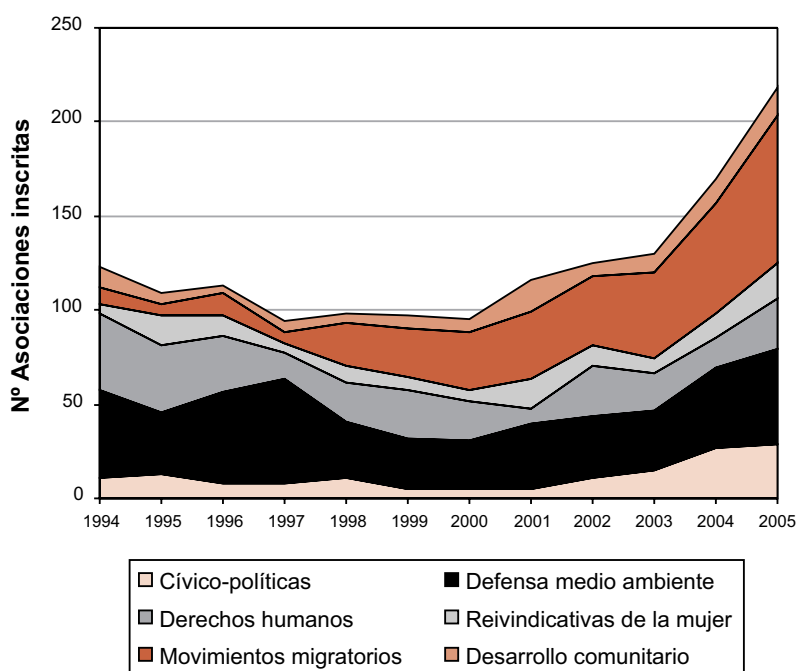 250
200
150
100
50
0
Nº Asociaciones inscritas
1994 1995 1996 1997 1998 1999 2000 2001 2002 2003 2004 2005
Cívico-políticas Defensa medio ambiente
Derechos humanos Reivindicativas de la mujer
Movimientos migratorios Desarrollo comunitario